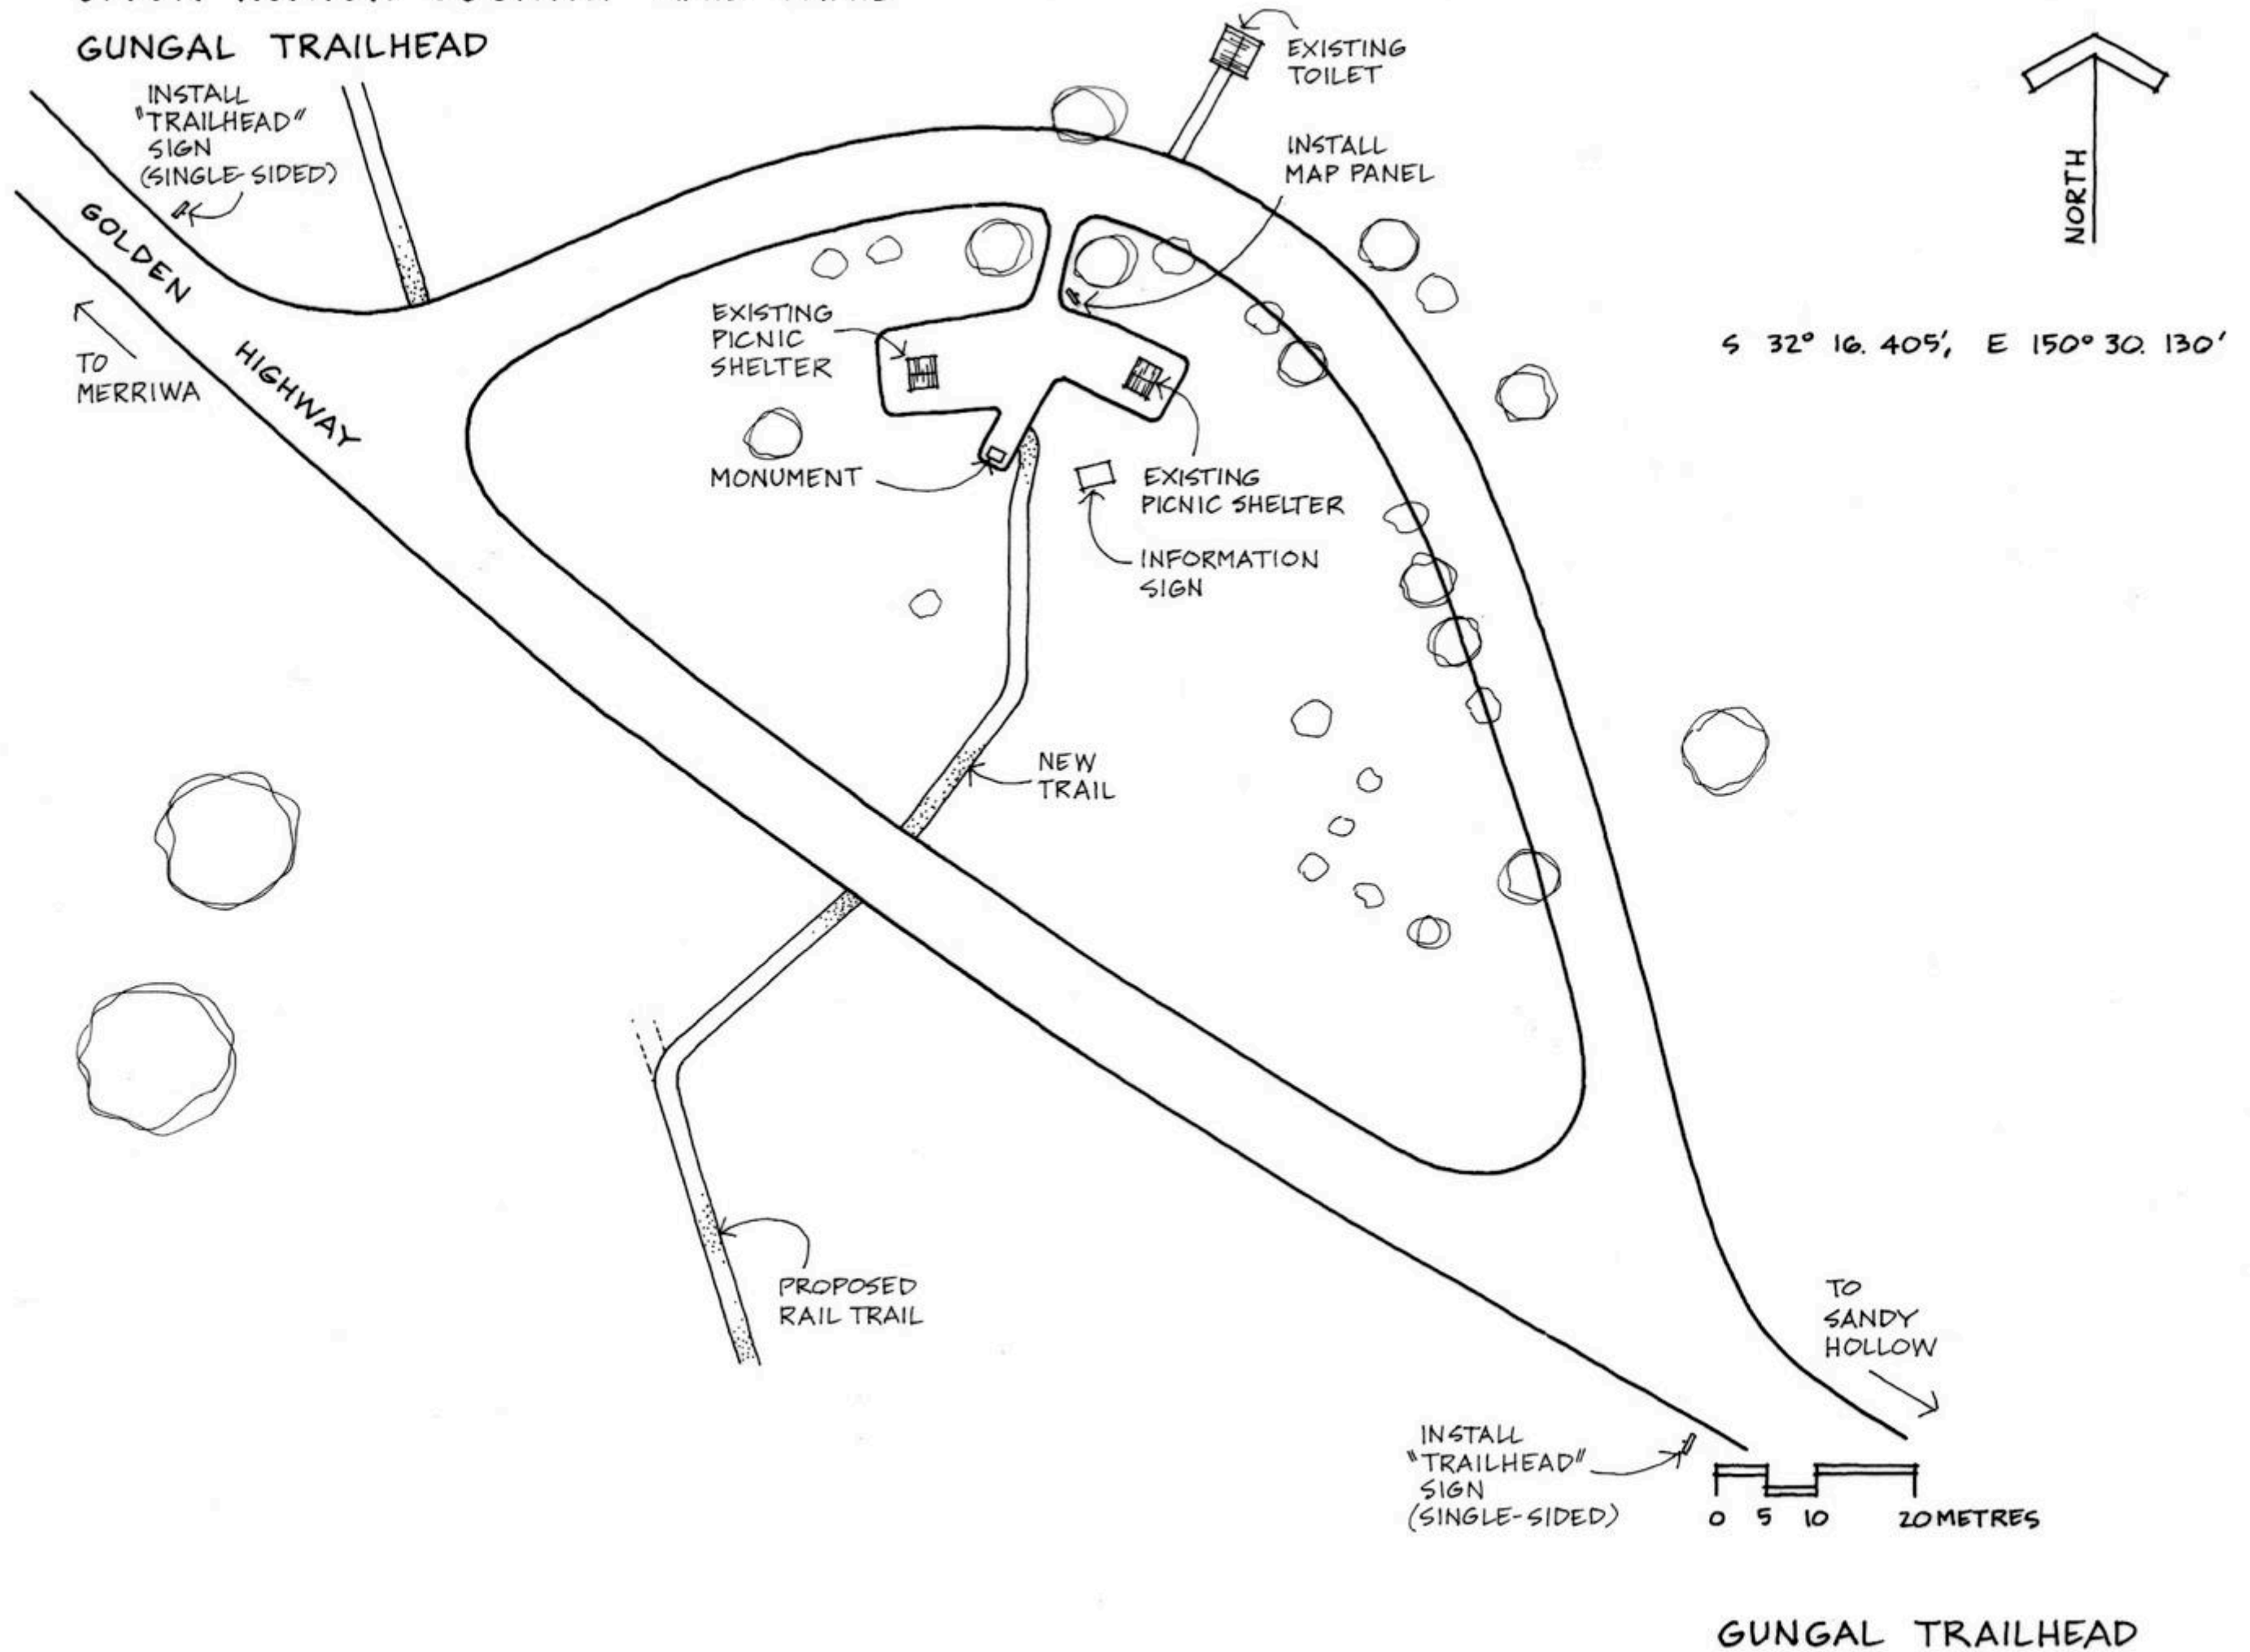 GUNGAL TRAILHEAD
INSTALL
"TRAILHEAD"
SIGN
(SINGLE-SIDED)
GOLDEN
HIGHWAY
TO
MERRIWA
EXISTING
TOILET
INSTALL
MAP PANEL
NORTH
S 32° 16. 405', E 150° 30. 130'
EXISTING
PICNIC
SHELTER
MONUMENT
EXISTING
PICNIC SHELTER
INFORMATION
SIGN
NEW
TRAIL
PROPOSED
RAIL TRAIL
TO
SANDY
HOLLOW
INSTALL
"TRAILHEAD"
SIGN
(SINGLE-SIDED)
0 5 10 20 METRES
GUNGAL TRAILHEAD